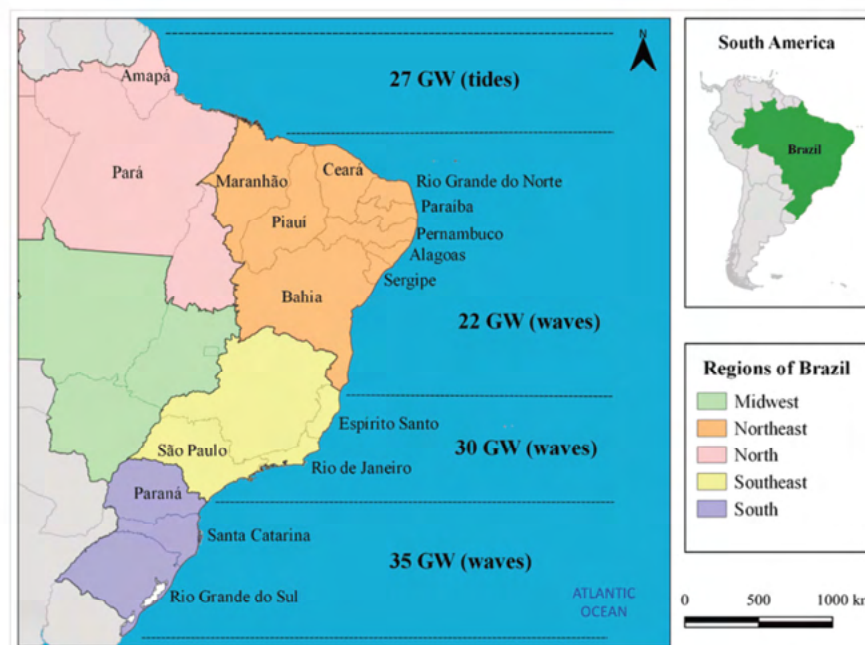 N
Amapá
27 GW (tides)
Pará
Maranhão
Ceará
Rio Grande do Norte
Piauí
Paraiba
Pernambuco
Alagoas
Sergipe
Bahia
22 GW (waves)
Espirito Santo
São Paulo
30 GW (waves)
Rio de Janeiro
Paraná
Santa Catarina
35 GW (waves)
Rio Grande do Sul
ATLANTIC
OCEAN
South America
Brazil
Regions of Brazil
Midwest
Northeast
North
Southeast
South
0 500 1000 km